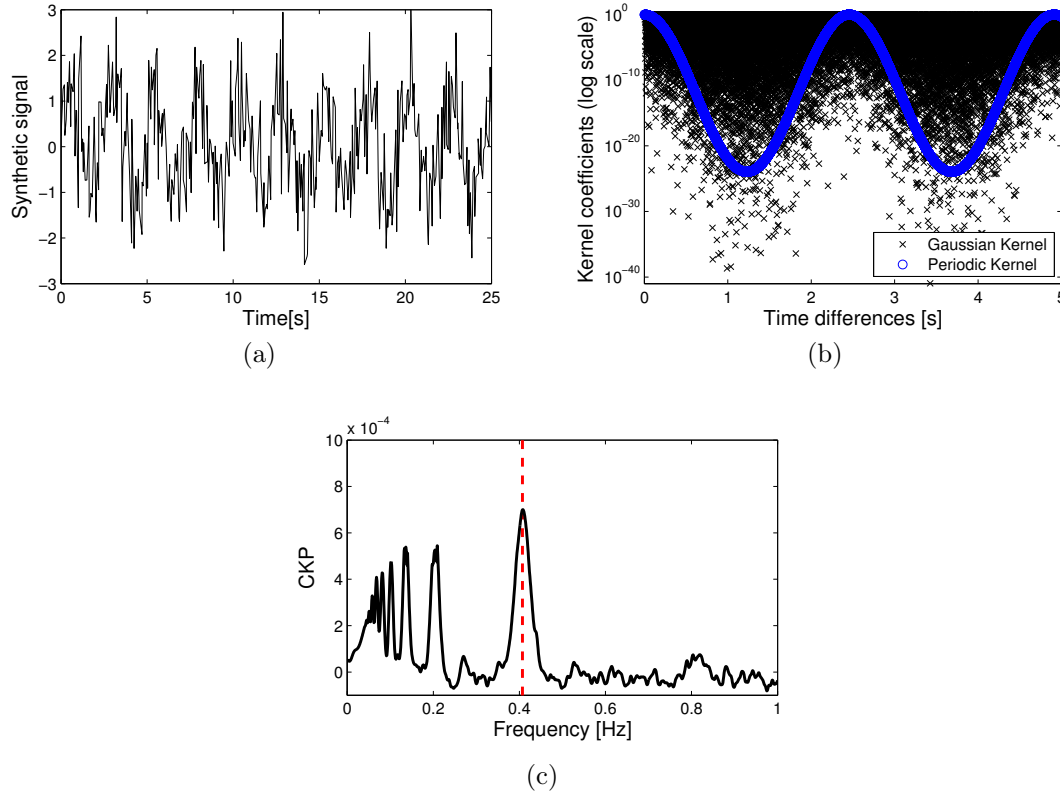 (a)
Synthetic signal
3
2
1
0
−1
−2
−3
0 5 10 15 20 25
Time[s]
(b)
Kernel coefficients (log scale)
10^0
10^−10
10^−20
10^−30
10^−40
Gaussian Kernel
Periodic Kernel
0 1 2 3 4 5
Time differences [s]
x 10^−4
10
8
6
4
2
0
CKP
0 0.2 0.4 0.6 0.8 1
Frequency [Hz]
(c)